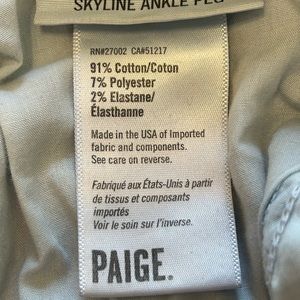 SKYLINE ANKLE PEG
RN#27002 CA#51217
91% Cotton/Coton
7% Polyester
2% Elastane/
Élasthanne
Made in the USA of Imported
fabric and components.
See care on reverse.
Fabriqué aux États-Unis à partir
de tissus et composants
importés
Voir le soin sur l'inverse.
PAIGE.